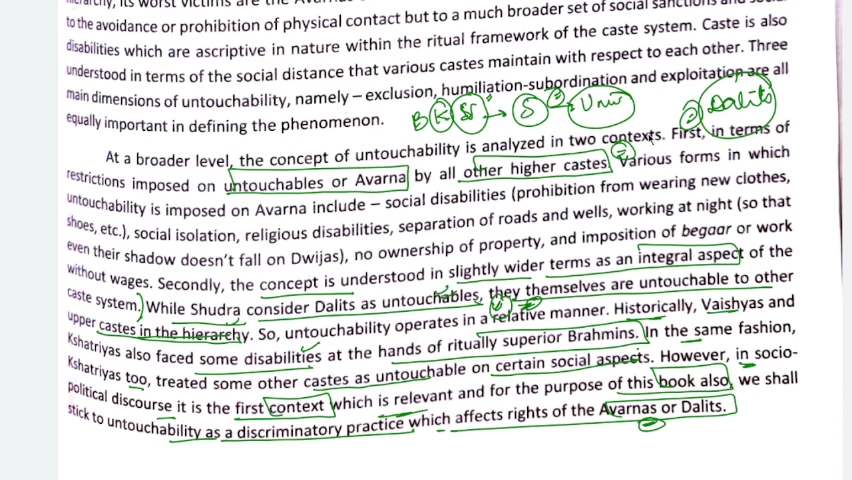 hierarchy, its worst victims are the
to the avoidance or prohibition of physical contact but to a much broader set of social sanctions and
disabilities which are ascriptive in nature within the ritual framework of the caste system. Caste is also
understood in terms of the social distance that various castes maintain with respect to each other. Three
main dimensions of untouchability, namely – exclusion, humiliation-subordination and exploitation are all
equally important in defining the phenomenon.
B K → S → Dalits
At a broader level, the concept of untouchability is analyzed in two contexts. First, in terms of
restrictions imposed on untouchables or Avarna by all other higher castes. Various forms in which
untouchability is imposed on Avarna include – social disabilities (prohibition from wearing new clothes,
shoes, etc.), social isolation, religious disabilities, separation of roads and wells, working at night (so that
even their shadow doesn't fall on Dwijas), no ownership of property, and imposition of begaar or work
without wages. Secondly, the concept is understood in slightly wider terms as an integral aspect of the
caste system. While Shudra consider Dalits as untouchables, they themselves are untouchable to other
upper castes in the hierarchy. So, untouchability operates in a relative manner. Historically, Vaishyas and
Kshatriyas also faced some disabilities at the hands of ritually superior Brahmins. In the same fashion,
Kshatriyas too, treated some other castes as untouchable on certain social aspects. However, in socio-
political discourse it is the first context which is relevant and for the purpose of this book also, we shall
stick to untouchability as a discriminatory practice which affects rights of the Avarnas or Dalits.